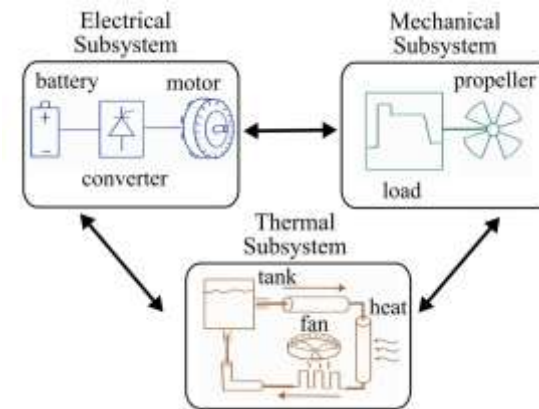 Electrical
Subsystem
battery
motor
converter
Mechanical
Subsystem
propeller
load
Thermal
Subsystem
tank
fan
heat